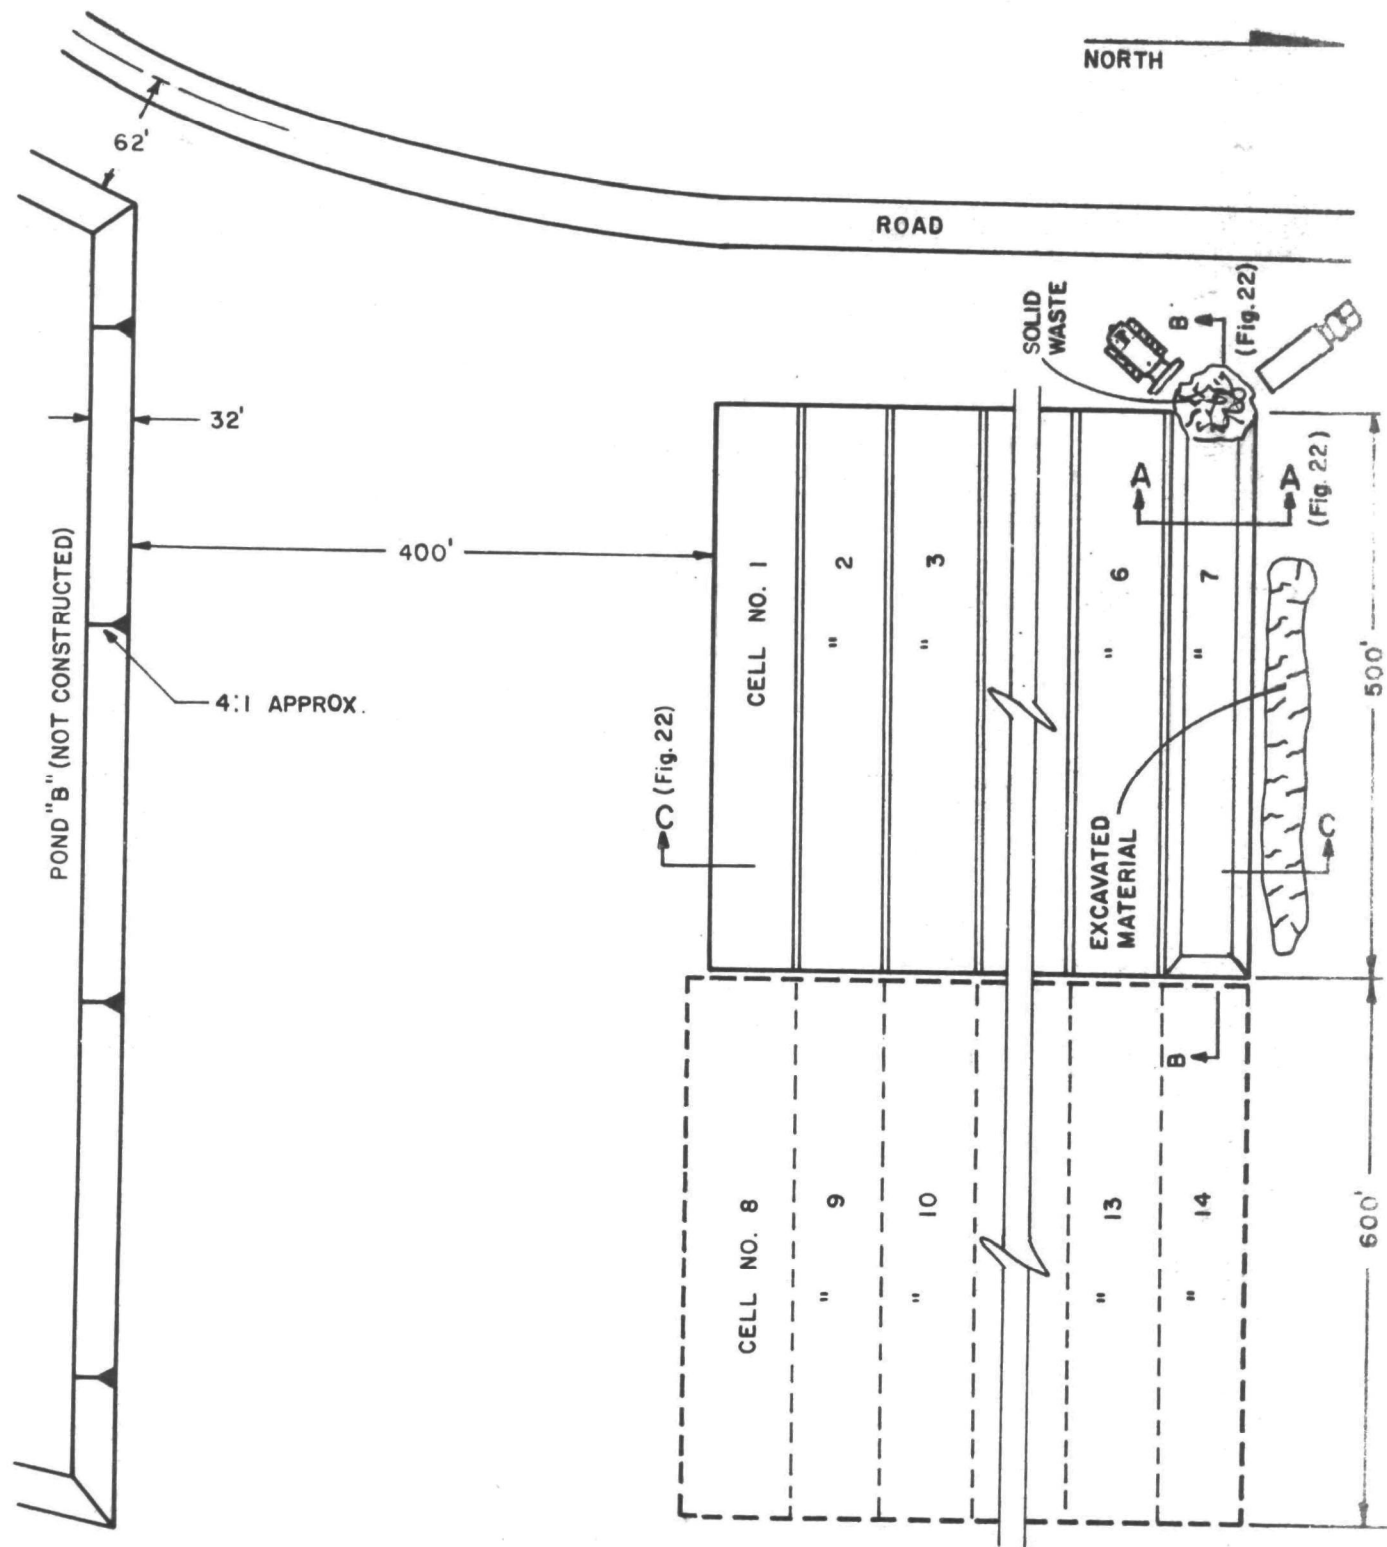 NORTH
62'
ROAD
SOLID
WASTE
B
(Fig. 22)
32'
A
A
(Fig. 22)
400'
POND "B" (NOT CONSTRUCTED)
CELL NO. 1
" 2
" 3
" 6
" 7
500'
4:1 APPROX.
C (Fig. 22)
EXCAVATED
MATERIAL
C
B
CELL NO. 8
" 9
" 10
" 13
" 14
600'